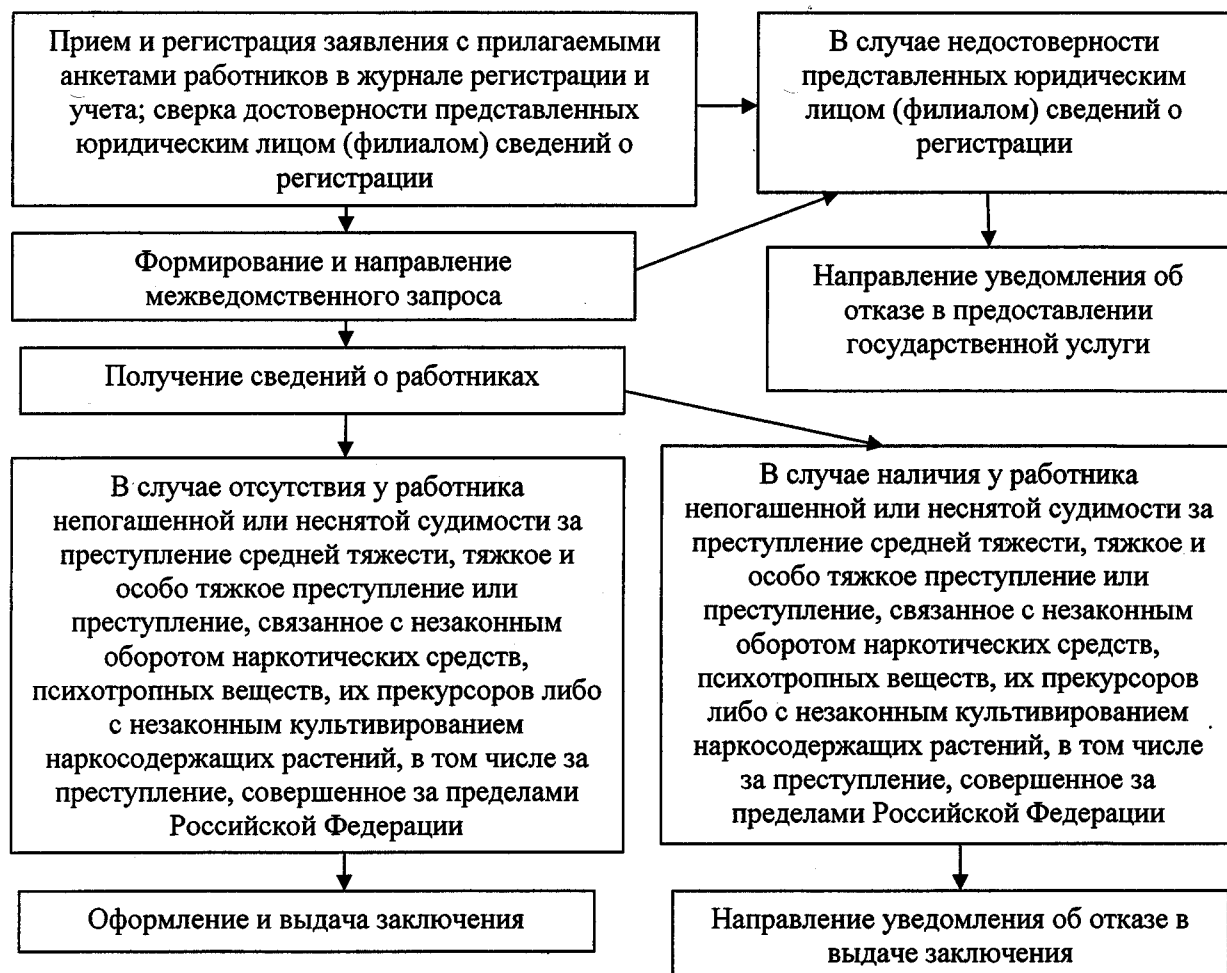 Прием и регистрация заявления с прилагаемыми
анкетами работников в журнале регистрации и
учета; сверка достоверности представленных
юридическим лицом (филиалом) сведений о
регистрации
В случае недостоверности
представленных юридическим
лицом (филиалом) сведений о
регистрации
Формирование и направление
межведомственного запроса
Направление уведомления об
отказе в предоставлении
государственной услуги
Получение сведений о работниках
В случае отсутствия у работника
непогашенной или неснятой судимости за
преступление средней тяжести, тяжкое и
особо тяжкое преступление или
преступление, связанное с незаконным
оборотом наркотических средств,
психотропных веществ, их прекурсоров либо
с незаконным культивированием
наркосодержащих растений, в том числе за
преступление, совершенное за пределами
Российской Федерации
В случае наличия у работника
непогашенной или неснятой судимости за
преступление средней тяжести, тяжкое и
особо тяжкое преступление или
преступление, связанное с незаконным
оборотом наркотических средств,
психотропных веществ, их прекурсоров
либо с незаконным культивированием
наркосодержащих растений, в том числе
за преступление, совершенное за
пределами Российской Федерации
Оформление и выдача заключения
Направление уведомления об отказе в
выдаче заключения